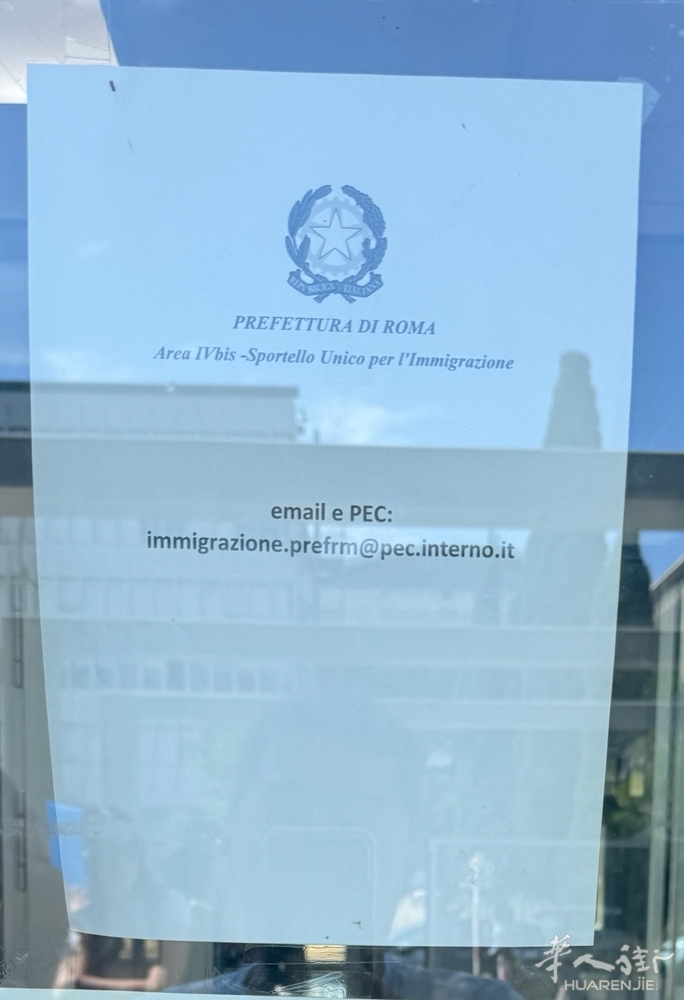 REPVBBLICA ITALIANA
PREFETTURA DI ROMA
Area IVbis -Sportello Unico per l'Immigrazione
email e PEC:
immigrazione.prefrm@pec.interno.it
华人街
HUARENJIE